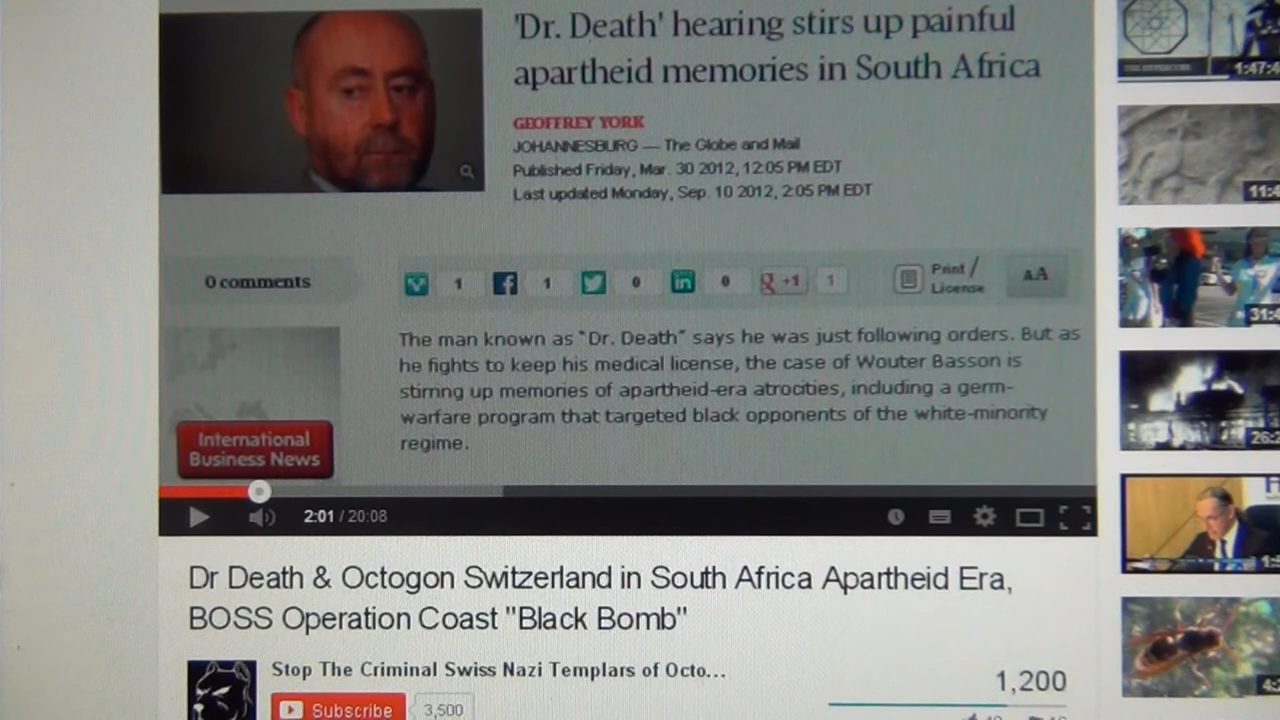 'Dr. Death' hearing stirs up painful
apartheid memories in South Africa
GEOFFREY YORK
JOHANNESBURG — The Globe and Mail
Published Friday, Mar. 30 2012, 12:05 PM EDT
Last updated Monday, Sep. 10 2012, 2:05 PM EDT
0 comments
1
1
0
0
+1
1
Print /
License
AA
The man known as "Dr. Death" says he was just following orders. But as
he fights to keep his medical license, the case of Wouter Basson is
stirring up memories of apartheid-era atrocities, including a germ-
warfare program that targeted black opponents of the white-minority
regime.
International
Business News
2:01 / 20:08
Dr Death & Octogon Switzerland in South Africa Apartheid Era,
BOSS Operation Coast "Black Bomb"
Stop The Criminal Swiss Nazi Templars of Octo...
Subscribe
3,500
1,200
1:47:4
11:4
31:4
26:2